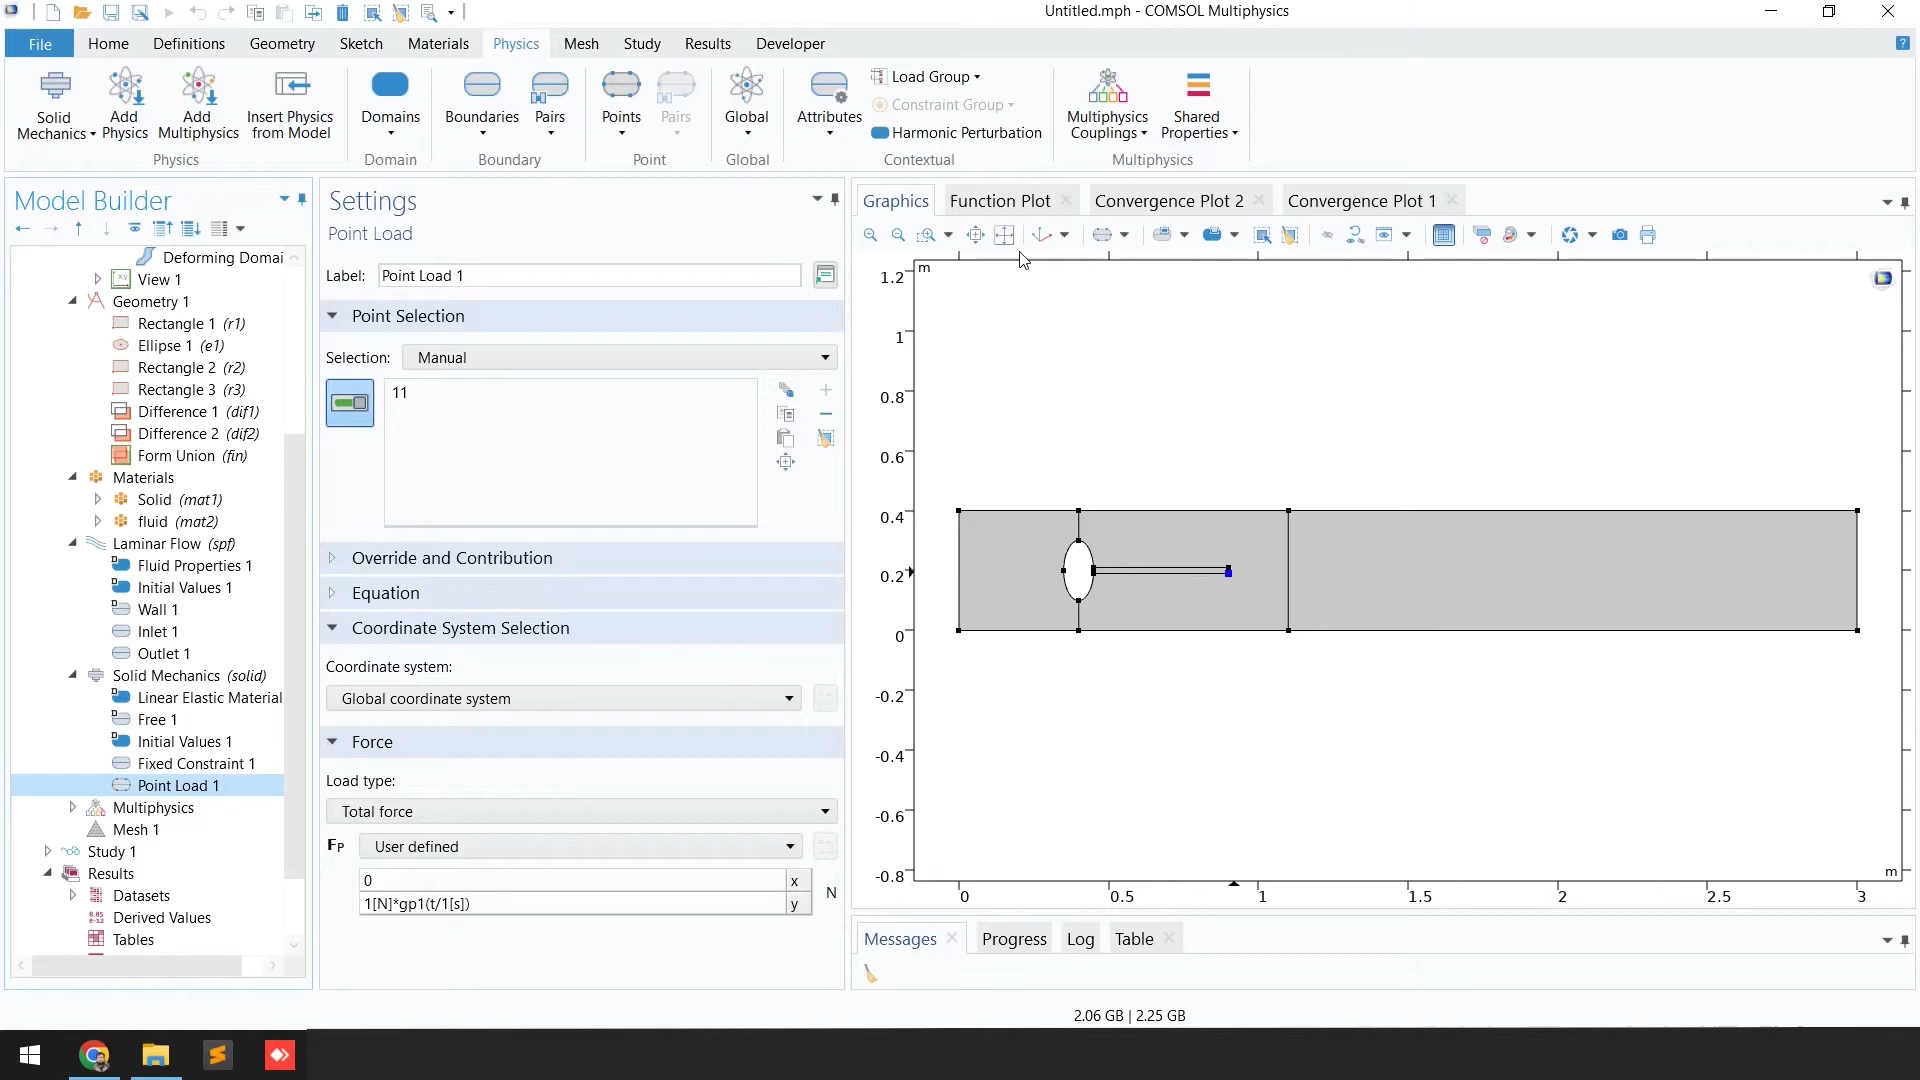 Untitled.mph - COMSOL Multiphysics
File
Home
Definitions
Geometry
Sketch
Materials
Physics
Mesh
Study
Results
Developer
Solid
Mechanics
Add
Physics
Add
Multiphysics
Insert Physics
from Model
Physics
Domains
Domain
Boundaries
Pairs
Boundary
Points
Pairs
Point
Global
Global
Attributes
Load Group
Constraint Group
Harmonic Perturbation
Contextual
Multiphysics
Couplings
Shared
Properties
Multiphysics
Model Builder
Deforming Domai
View 1
Geometry 1
Rectangle 1 (r1)
Ellipse 1 (e1)
Rectangle 2 (r2)
Rectangle 3 (r3)
Difference 1 (dif1)
Difference 2 (dif2)
Form Union (fin)
Materials
Solid (mat1)
fluid (mat2)
Laminar Flow (spf)
Fluid Properties 1
Initial Values 1
Wall 1
Inlet 1
Outlet 1
Solid Mechanics (solid)
Linear Elastic Material
Free 1
Initial Values 1
Fixed Constraint 1
Point Load 1
Multiphysics
Mesh 1
Study 1
Results
Datasets
Derived Values
Tables
Settings
Point Load
Label: Point Load 1
Point Selection
Selection: Manual
11
Override and Contribution
Equation
Coordinate System Selection
Coordinate system:
Global coordinate system
Force
Load type:
Total force
FP User defined
0 x
1[N]*gp1(t/1[s]) y
N
Graphics
Function Plot
Convergence Plot 2
Convergence Plot 1
m
1.2
1
0.8
0.6
0.4
0.2
0
-0.2
-0.4
-0.6
-0.8
m
0 0.5 1 1.5 2 2.5 3
Messages
Progress
Log
Table
2.06 GB | 2.25 GB